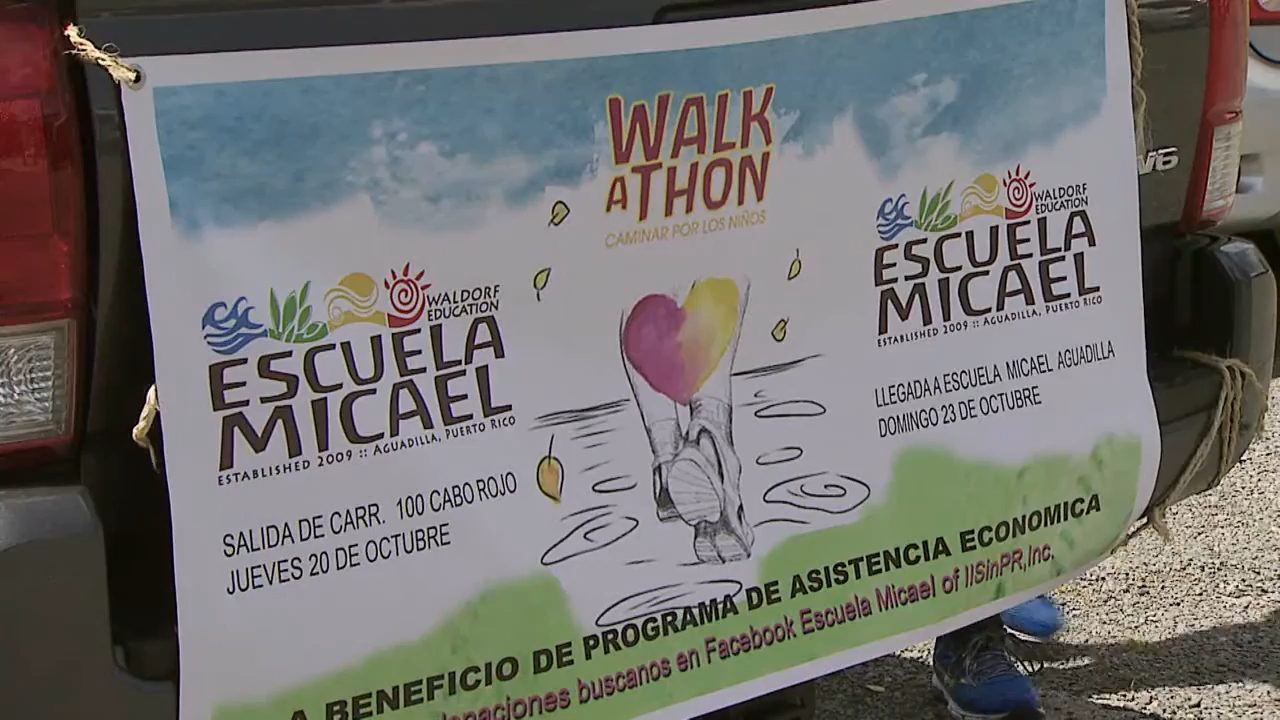 WALK
A THON
CAMINAR POR LOS NIÑOS
WALDORF
EDUCATION
ESCUELA
MICAEL
ESTABLISHED 2009 :: AGUADILLA, PUERTO RICO
SALIDA DE CARR. 100 CABO ROJO
JUEVES 20 DE OCTUBRE
WALDORF
EDUCATION
ESCUELA
MICAEL
ESTABLISHED 2009 :: AGUADILLA, PUERTO RICO
LLEGADA A ESCUELA MICAEL AGUADILLA
DOMINGO 23 DE OCTUBRE
A BENEFICIO DE PROGRAMA DE ASISTENCIA ECONOMICA
buscanos en Facebook Escuela Micael of IISinPR,Inc.
V6